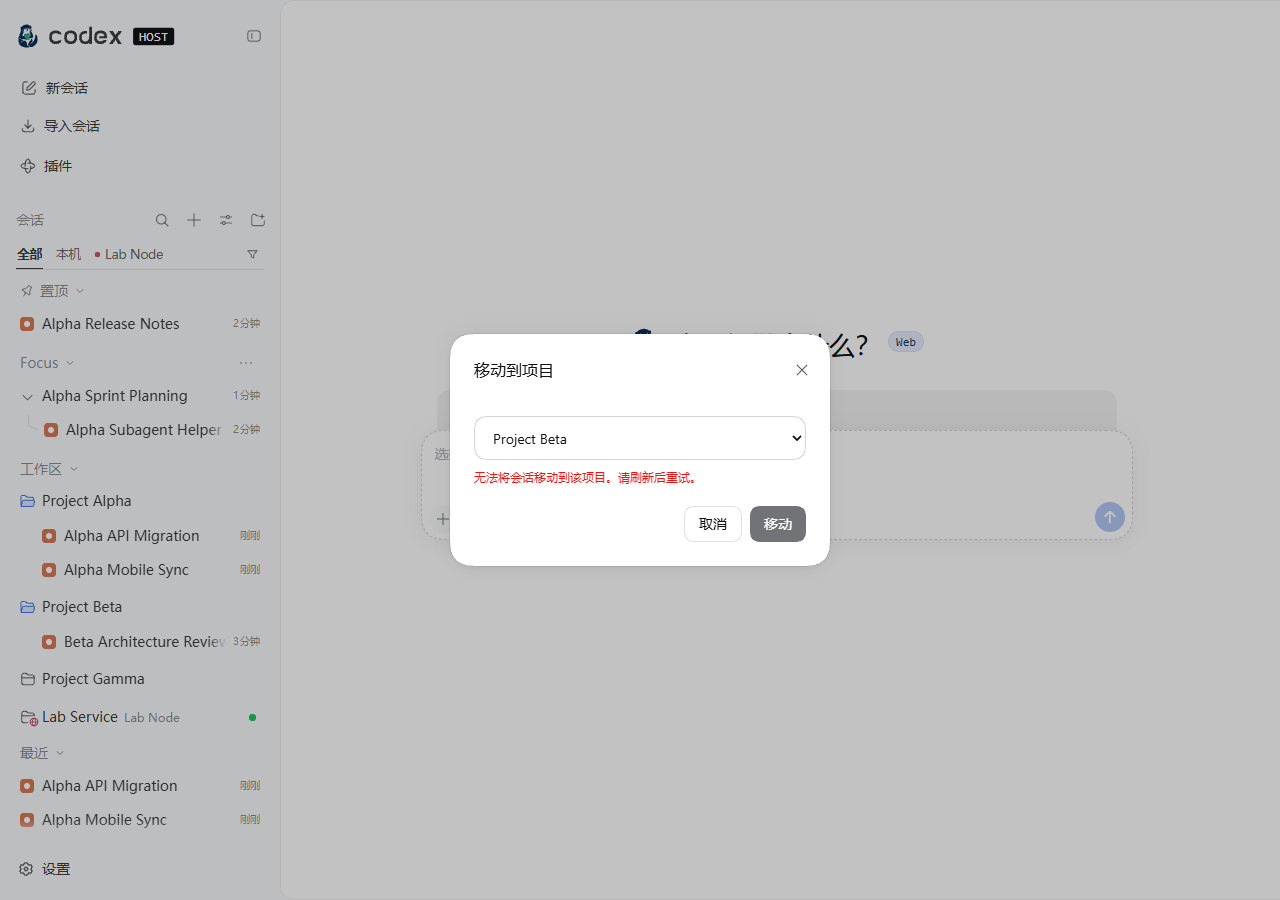 codex HOST
新会话
导入会话
插件
会话
全部 本机 Lab Node
置顶
Alpha Release Notes 2分钟
Focus
Alpha Sprint Planning 1分钟
Alpha Subagent Helper 2分钟
工作区
Project Alpha
Alpha API Migration 刚刚
Alpha Mobile Sync 刚刚
Project Beta
Beta Architecture Review 3分钟
Project Gamma
Lab Service Lab Node
最近
Alpha API Migration 刚刚
Alpha Mobile Sync 刚刚
设置
么？ Web
选
移动到项目
Project Beta
无法将会话移动到该项目。请刷新后重试。
取消 移动